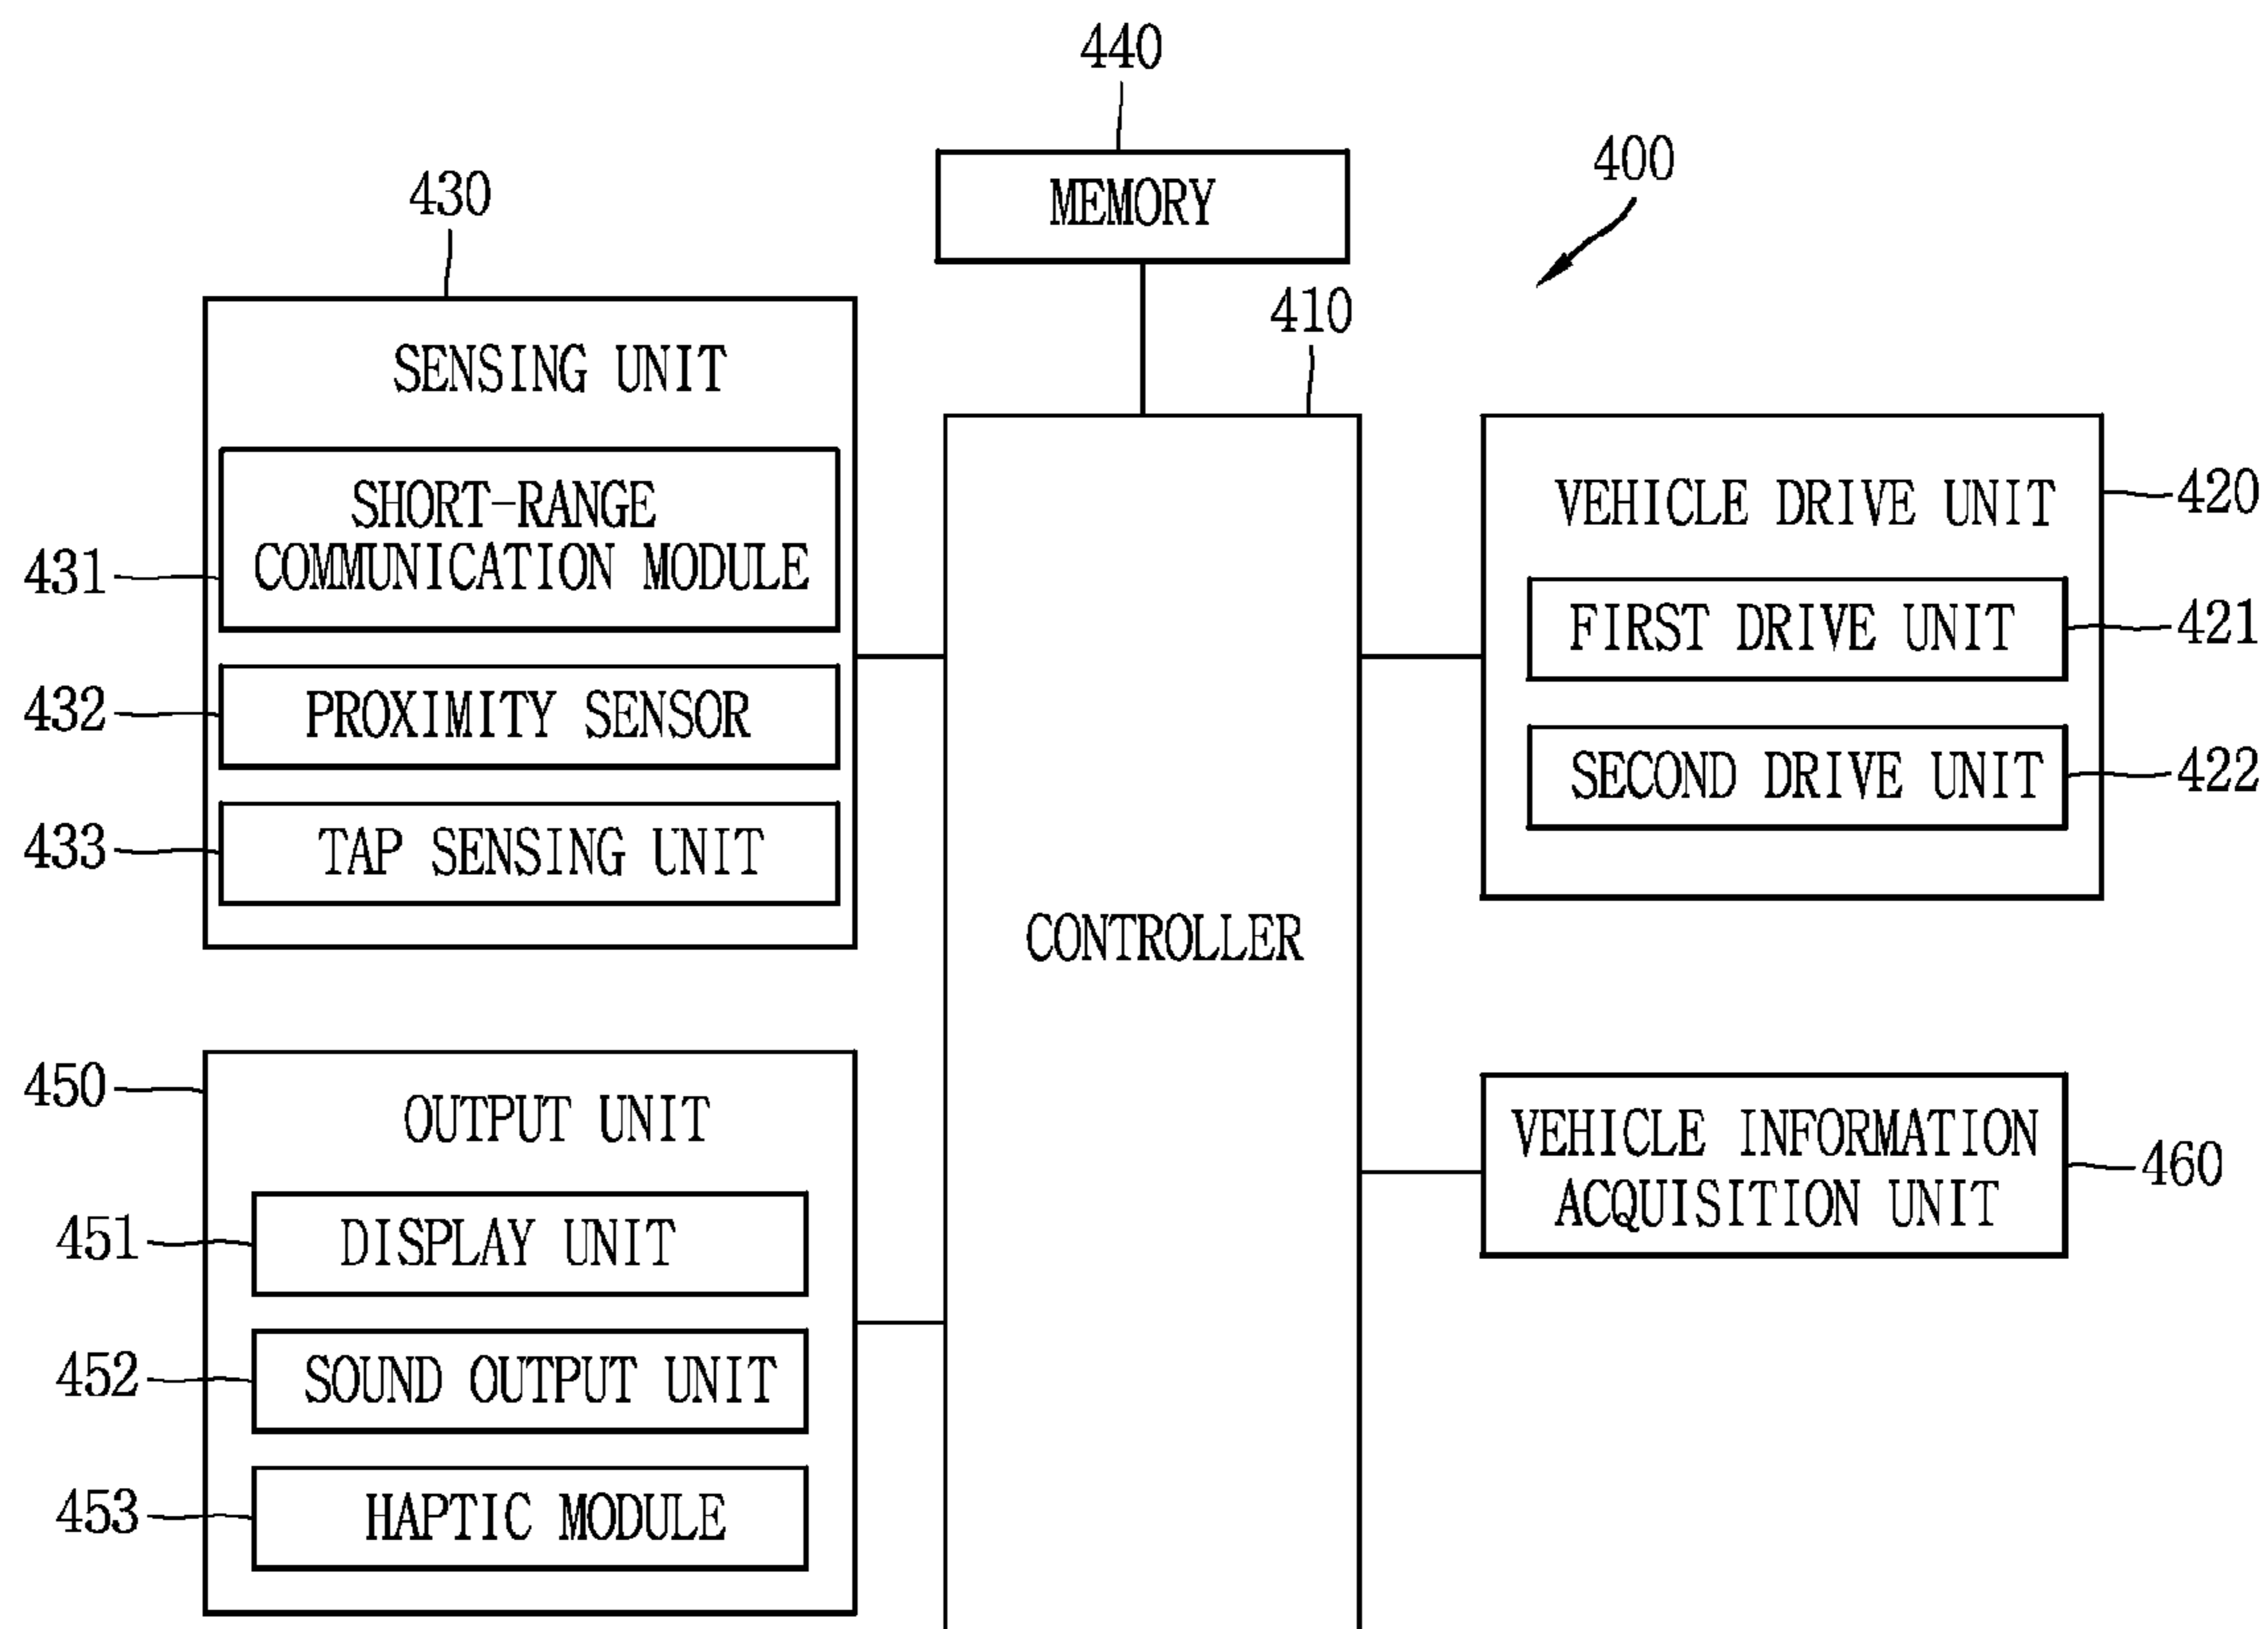 440
MEMORY
400
430
410
SENSING UNIT
SHORT-RANGE
COMMUNICATION MODULE
431
PROXIMITY SENSOR
432
TAP SENSING UNIT
433
CONTROLLER
VEHICLE DRIVE UNIT
420
FIRST DRIVE UNIT
421
SECOND DRIVE UNIT
422
450
OUTPUT UNIT
451
DISPLAY UNIT
452
SOUND OUTPUT UNIT
453
HAPTIC MODULE
VEHICLE INFORMATION
ACQUISITION UNIT
460